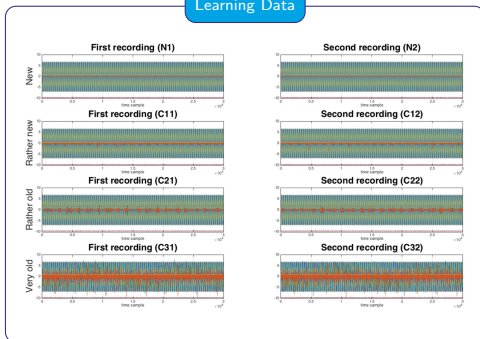 Learning Data
First recording (N1)
Second recording (N2)
New
time sample
time sample
First recording (C11)
Second recording (C12)
Rather new
time sample
time sample
First recording (C21)
Second recording (C22)
Rather old
time sample
time sample
First recording (C31)
Second recording (C32)
Very old
time sample
time sample